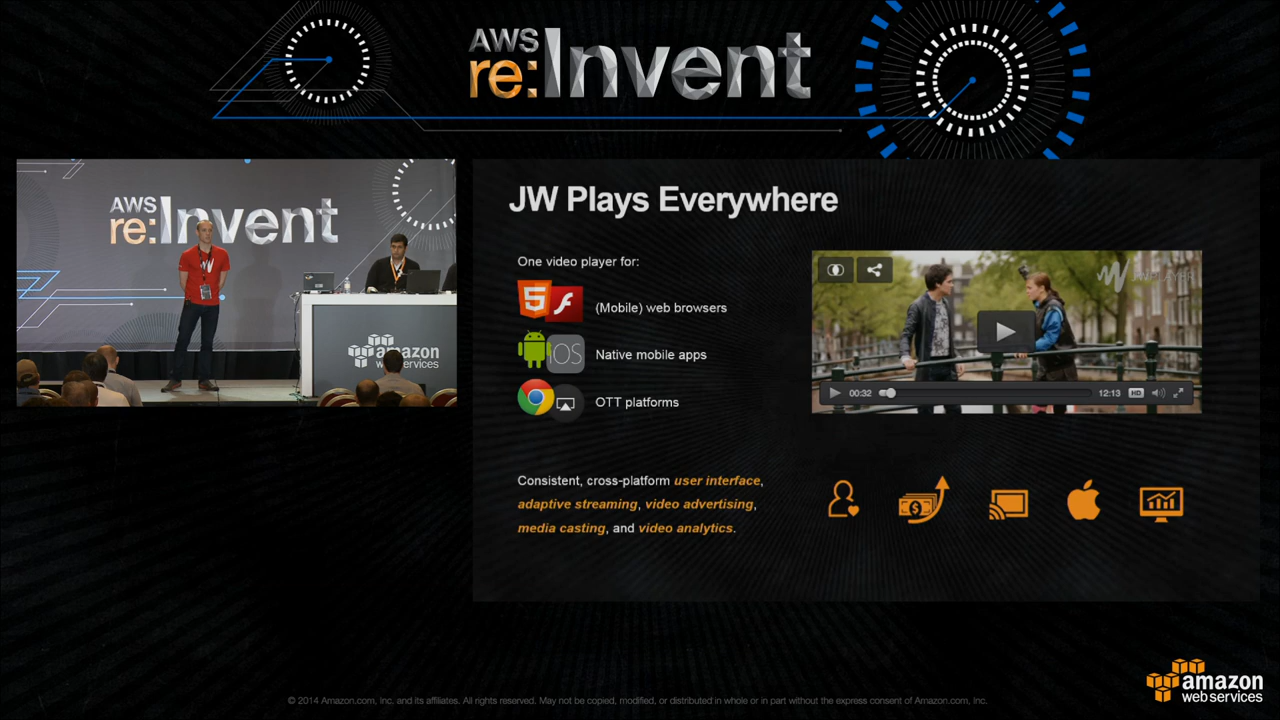 AWS
re:Invent
AWS
re:Invent
amazon
web services
JW Plays Everywhere
One video player for:
(Mobile) web browsers
iOS
Native mobile apps
OTT platforms
JW PLAYER
00:32
12:13
HD
Consistent, cross-platform user interface,
adaptive streaming, video advertising,
media casting, and video analytics.
amazon
web services
© 2014 Amazon.com, Inc. and its affiliates. All rights reserved. May not be copied, modified, or distributed in whole or in part without the express consent of Amazon.com, Inc.